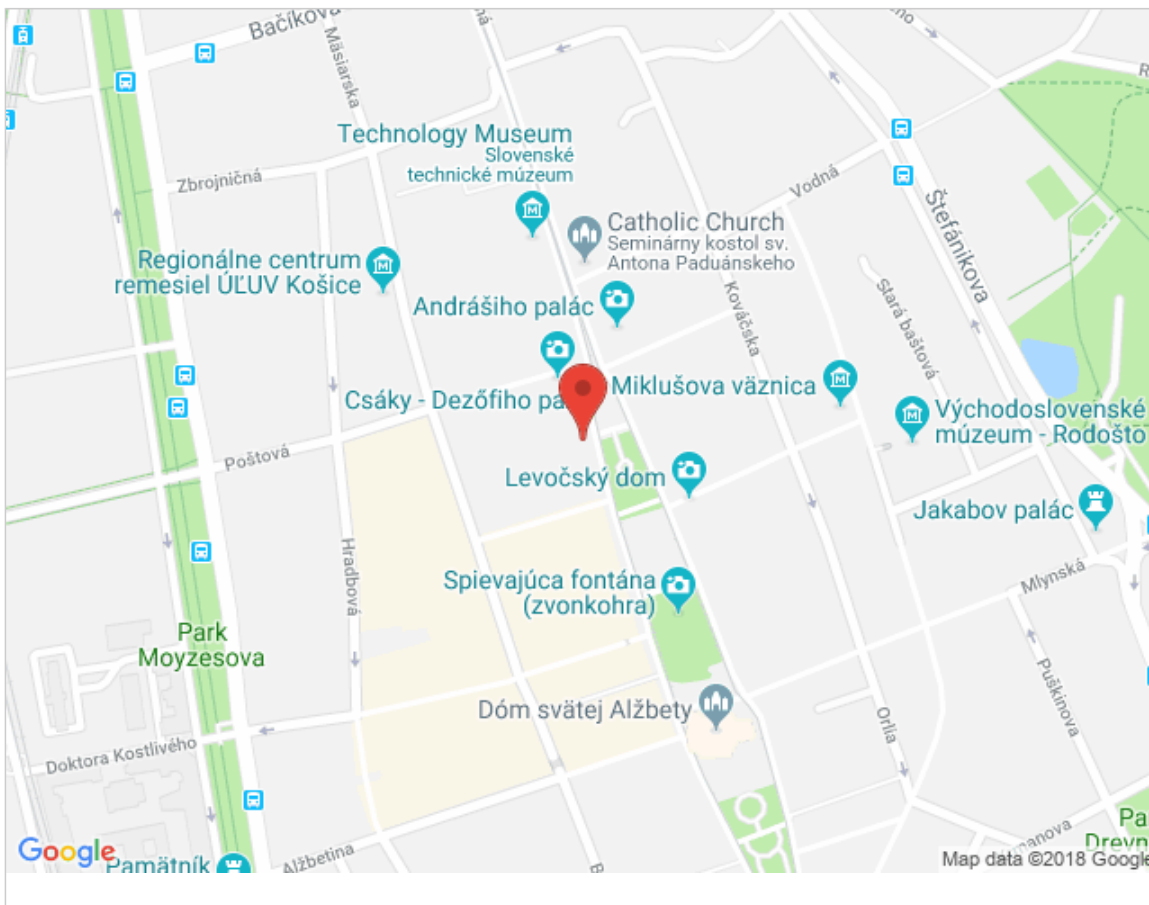 Bačíkova
Mäsiarska
Technology Museum
Slovenské
technické múzeum
Zbrojničná
Vodná
Štefánikova
Catholic Church
Seminárny kostol sv.
Antona Paduánskeho
Regionálne centrum
remesiel ÚĽUV Košice
Andrášiho palác
Kováčska
Stará baštová
Csáky - Dezőfiho pa
Miklušova väznica
Východoslovenské
múzeum - Rodošto
Poštová
Levočský dom
Jakabov palác
Hradbová
Spievajúca fontána
(zvonkohra)
Mlynská
Park
Moyzesova
Puškinova
Dóm svätej Alžbety
Orlia
Doktora Kostlivého
Google
Pamätník
Alžbetina
Pa
Drevn
Map data ©2018 Google